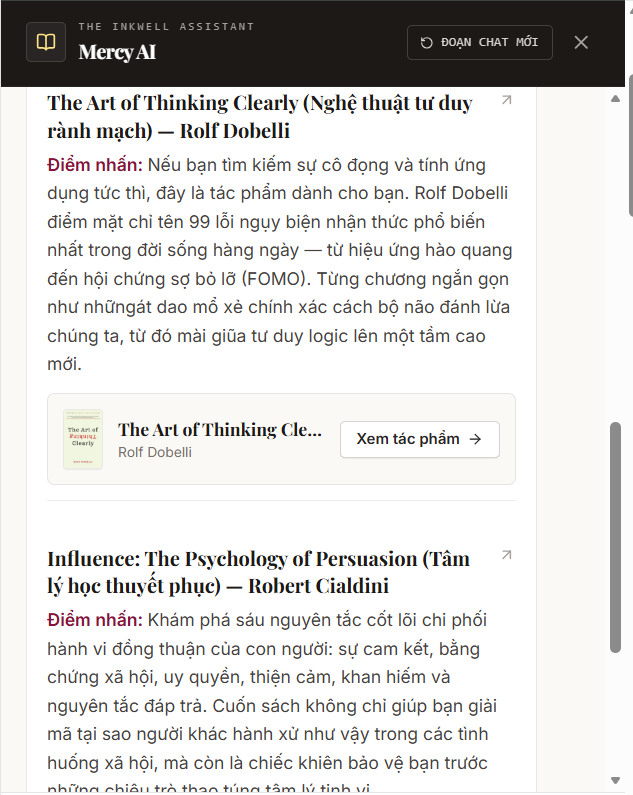 THE INKWELL ASSISTANT
Mercy AI
ĐOẠN CHAT MỚI
The Art of Thinking Clearly (Nghệ thuật tư duy
rành mạch) — Rolf Dobelli
Điểm nhấn: Nếu bạn tìm kiếm sự cô đọng và tính ứng
dụng tức thì, đây là tác phẩm dành cho bạn. Rolf Dobelli
điểm mặt chỉ tên 99 lỗi ngụy biện nhận thức phổ biến
nhất trong đời sống hàng ngày — từ hiệu ứng hào quang
đến hội chứng sợ bỏ lỡ (FOMO). Từng chương ngắn gọn
như nhữngát dao mổ xẻ chính xác cách bộ não đánh lừa
chúng ta, từ đó mài giũa tư duy logic lên một tầm cao
mới.
The Art of
Thinking
Clearly
The Art of Thinking Cle...
Rolf Dobelli
Xem tác phẩm →
Influence: The Psychology of Persuasion (Tâm
lý học thuyết phục) — Robert Cialdini
Điểm nhấn: Khám phá sáu nguyên tắc cốt lõi chi phối
hành vi đồng thuận của con người: sự cam kết, bằng
chứng xã hội, uy quyền, thiện cảm, khan hiếm và
nguyên tắc đáp trả. Cuốn sách không chỉ giúp bạn giải
mã tại sao người khác hành xử như vậy trong các tình
huống xã hội, mà còn là chiếc khiên bảo vệ bạn trước
những chiêu trò thao túng tâm lý tinh vi.